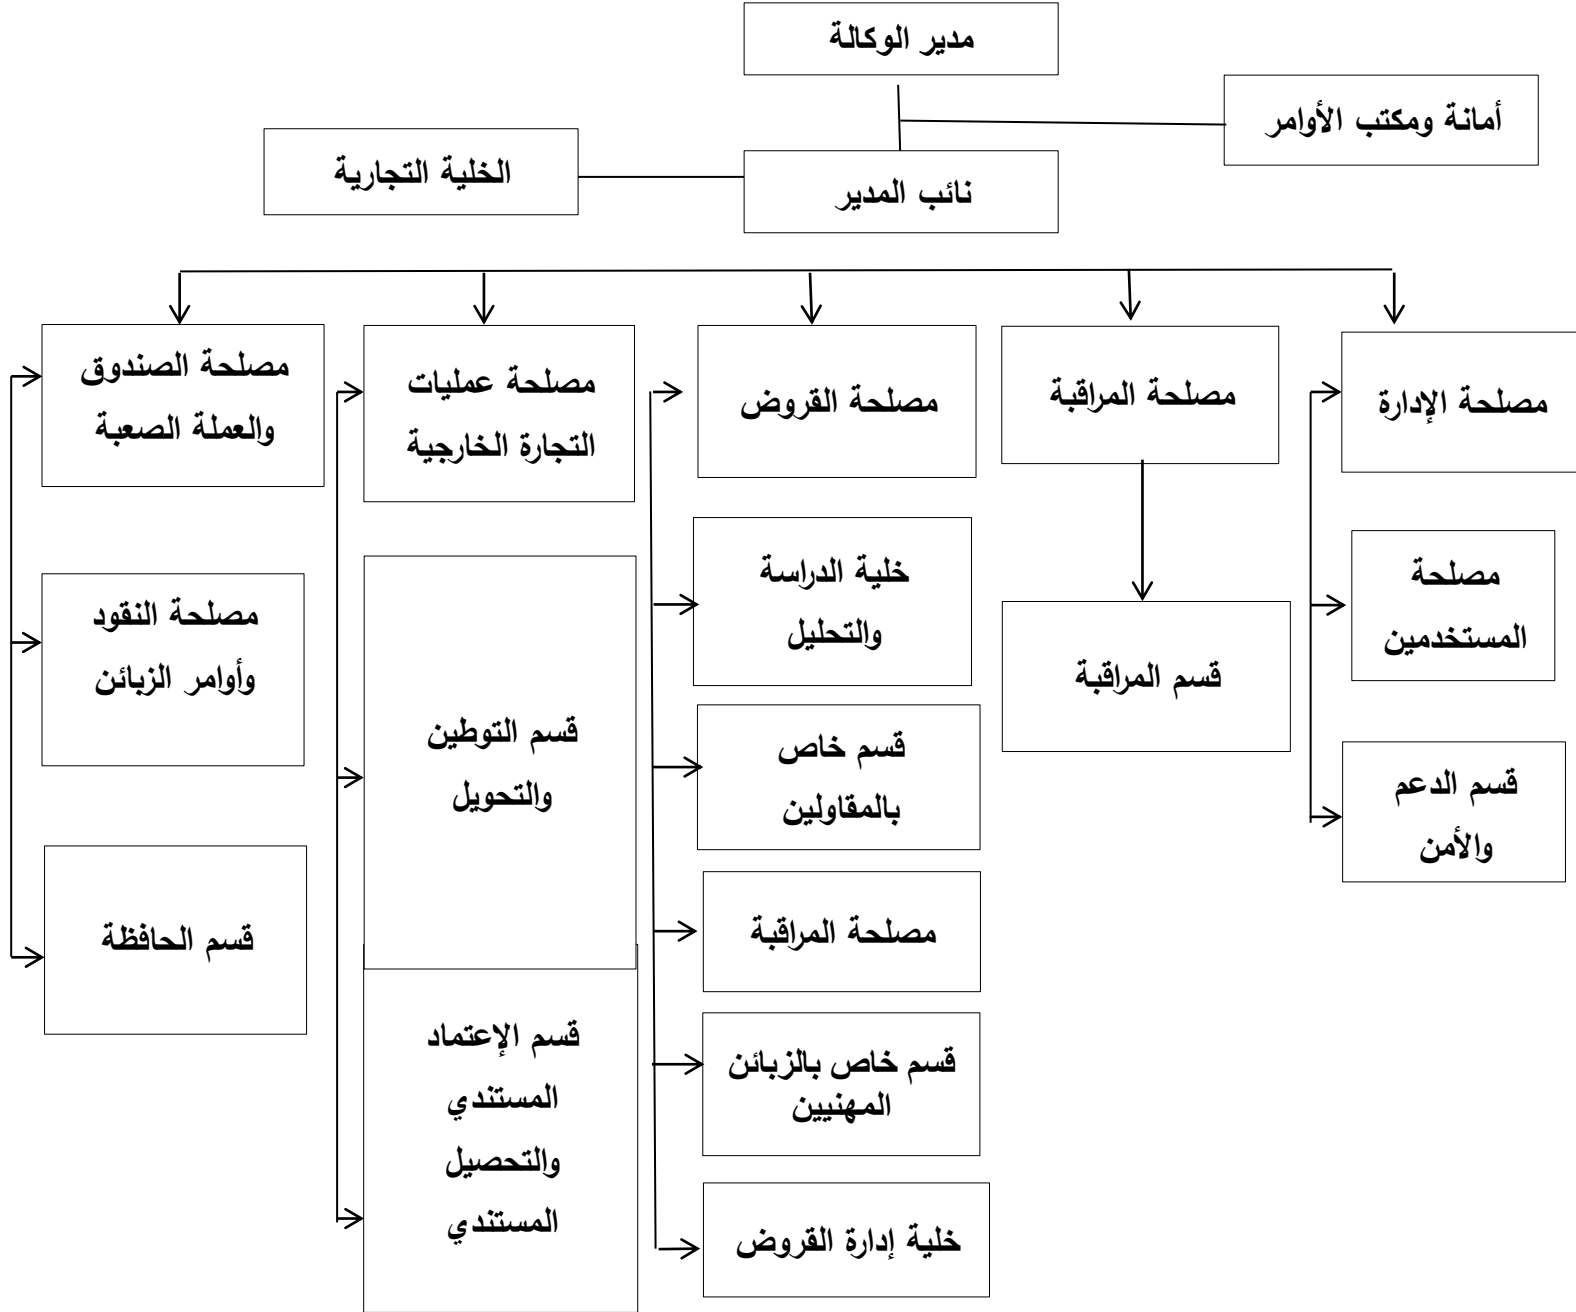 مدير الوكالة
أمانة ومكتب الأوامر
الخلية التجارية
نائب المدير
مصلحة الإدارة
مصلحة
المستخدمين
قسم الدعم
والأمن
مصلحة المراقبة
قسم المراقبة
مصلحة القروض
خلية الدراسة
والتحليل
قسم خاص
بالمقاولين
مصلحة المراقبة
قسم خاص بالزبائن
المهنيين
خلية إدارة القروض
مصلحة عمليات
التجارة الخارجية
قسم التوطين
والتحويل
قسم الإعتماد
المستندي
والتحصيل
المستندي
مصلحة الصندوق
والعملة الصعبة
مصلحة النقود
وأوامر الزبائن
قسم الحافظة